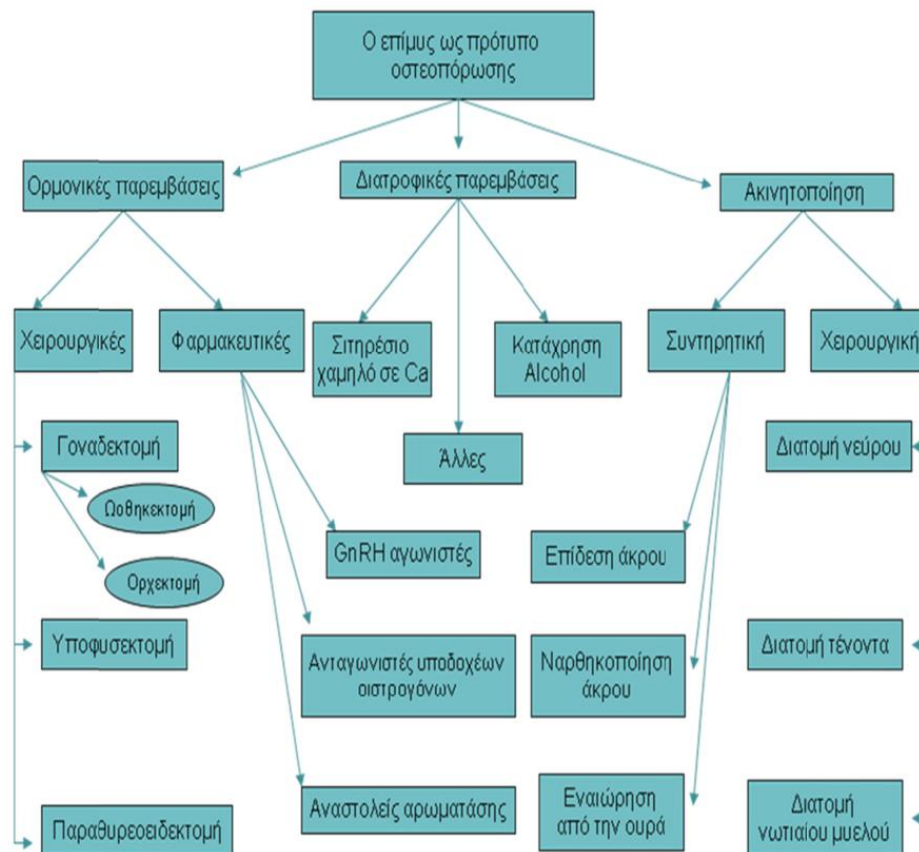 Ο επίμυς ως πρότυπο
οστεοπόρωσης
Ορμονικές παρεμβάσεις
Διατροφικές παρεμβάσεις
Ακινητοποίηση
Χειρουργικές
Φαρμακευτικές
Σιτηρέσιο
χαμηλό σε Ca
Κατάχρηση
Alcohol
Συντηρητική
Χειρουργική
Γοναδεκτομή
Άλλες
Διατομή νεύρου
Ωοθηκεκτομή
GnRH αγωνιστές
Επίδεση άκρου
Ορχεκτομή
Υποφυσεκτομή
Ανταγωνιστές υποδοχέων
οιστρογόνων
Ναρθηκοποίηση
άκρου
Διατομή τένοντα
Παραθυρεοειδεκτομή
Αναστολείς αρωματάσης
Εναιώρηση
από την ουρά
Διατομή
νωτιαίου μυελού